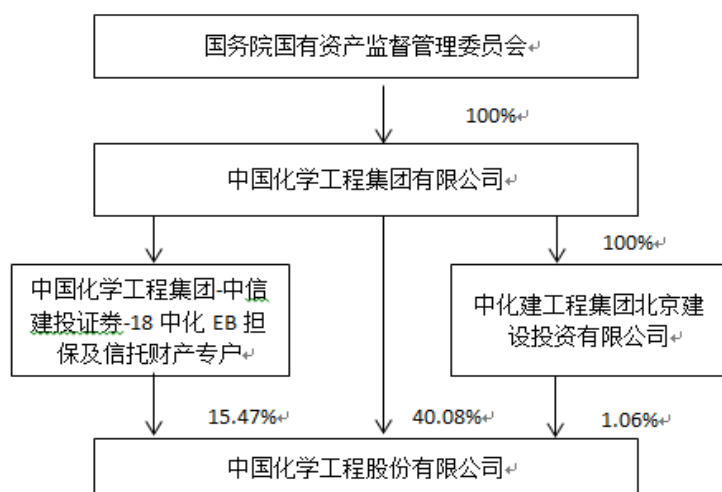 国务院国有资产监督管理委员会↵
100%↵
中国化学工程集团有限公司↵
100%↵
中国化学工程集团-中信
建投证券-18 中化 EB 担
保及信托财产专户↵
中化建工程集团北京建
设投资有限公司↵
15.47%↵
40.08%↵
1.06%↵
中国化学工程股份有限公司↵